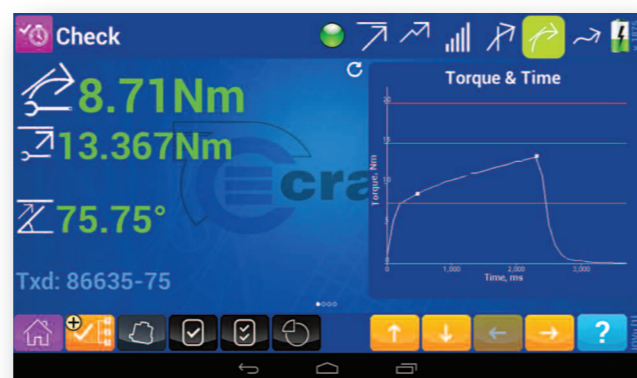 Check
8.71Nm
13.367Nm
75.75°
Txd: 86635-75
cra
Torque & Time
Torque, Nm
15
10
5
0
0
1,000
2,000
3,000
Time, ms
?